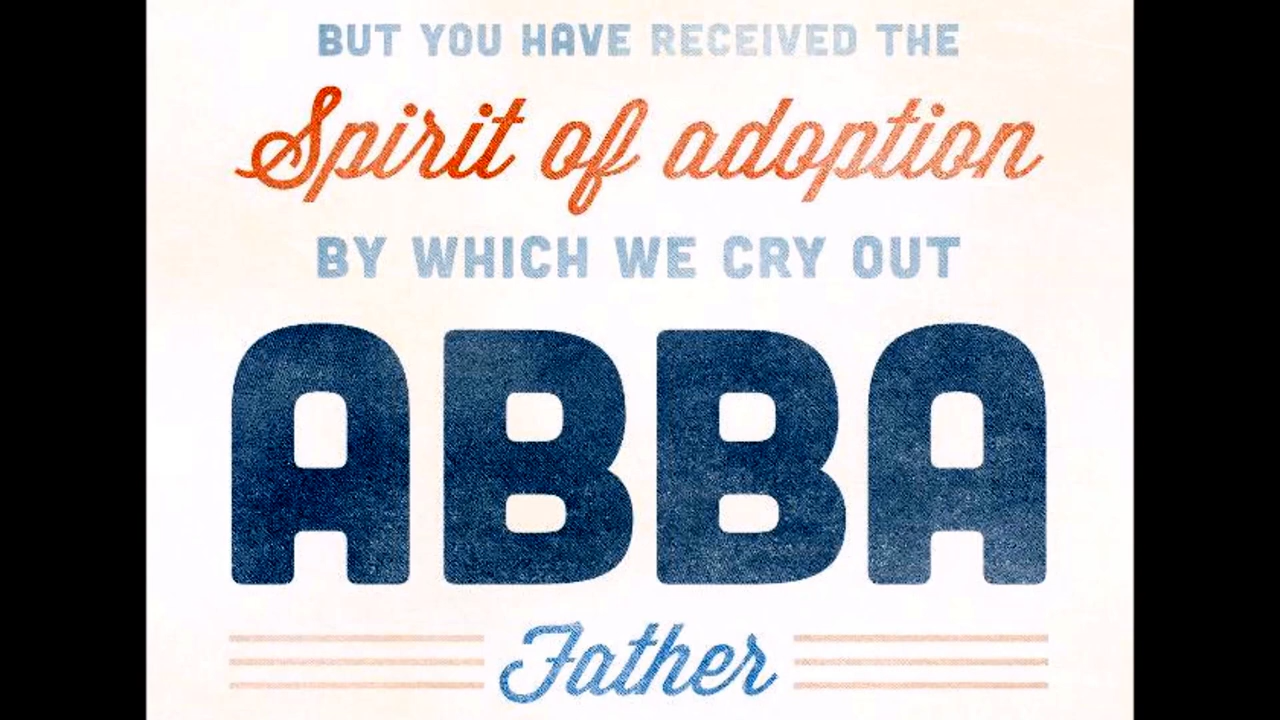 BUT YOU HAVE RECEIVED THE
Spirit of adoption
BY WHICH WE CRY OUT
ABBA
Father